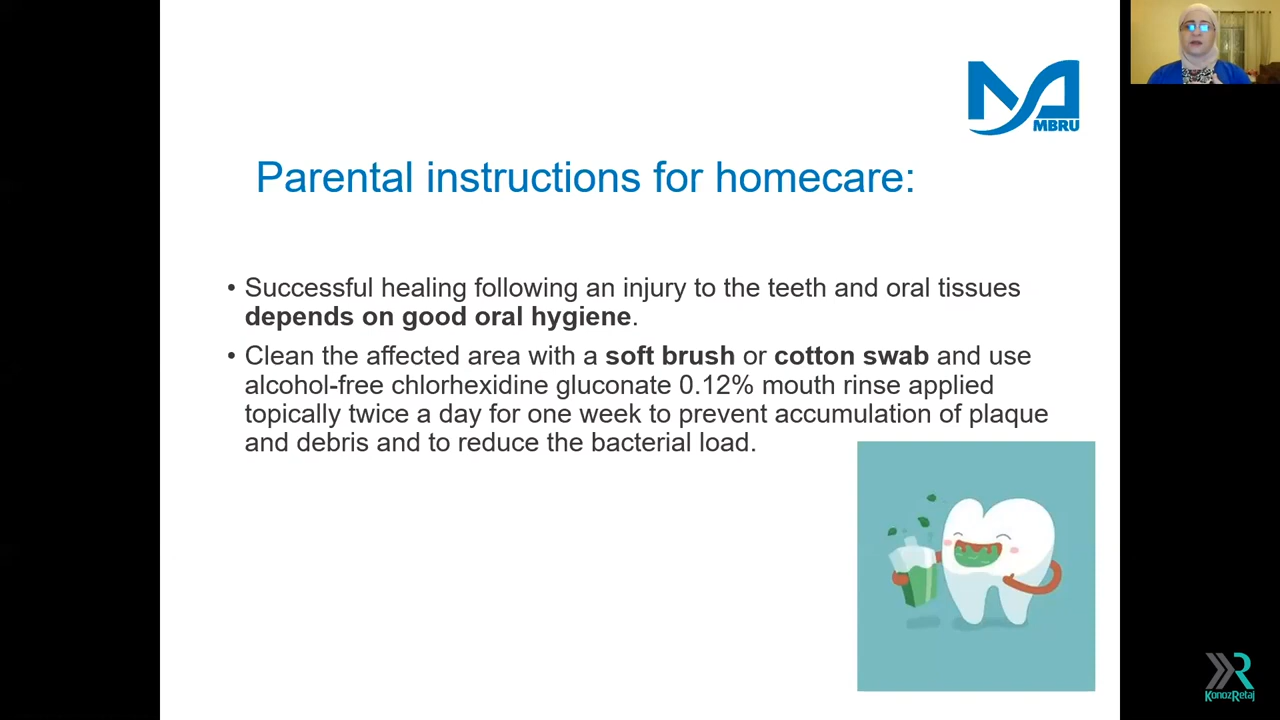 MBRU
Parental instructions for homecare:
• Successful healing following an injury to the teeth and oral tissues
depends on good oral hygiene.
• Clean the affected area with a soft brush or cotton swab and use
alcohol-free chlorhexidine gluconate 0.12% mouth rinse applied
topically twice a day for one week to prevent accumulation of plaque
and debris and to reduce the bacterial load.
KonozRetaj